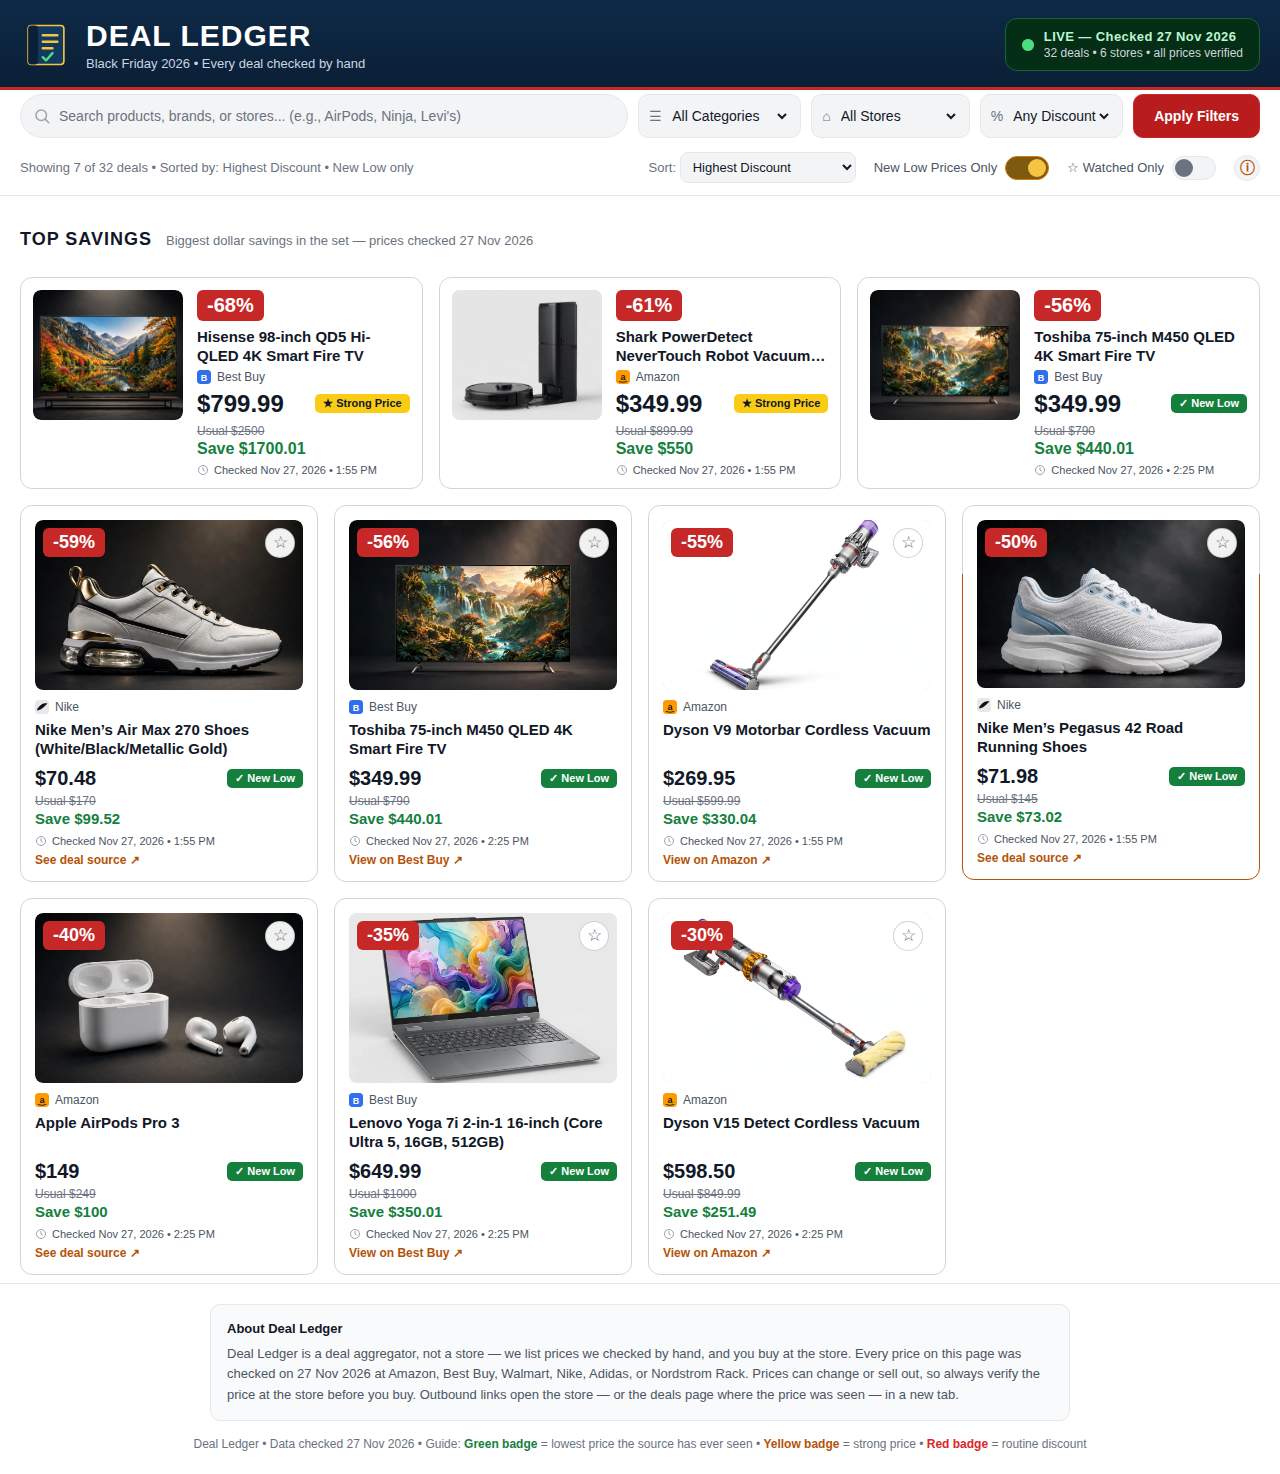 DEAL LEDGER
Black Friday 2026 • Every deal checked by hand
LIVE — Checked 27 Nov 2026
32 deals • 6 stores • all prices verified
Search products, brands, or stores... (e.g., AirPods, Ninja, Levi's)
☰ All Categories
⌂ All Stores
% Any Discount
Apply Filters
Showing 7 of 32 deals • Sorted by: Highest Discount • New Low only
Sort: Highest Discount
New Low Prices Only
☆ Watched Only
ⓘ
TOP SAVINGS
Biggest dollar savings in the set — prices checked 27 Nov 2026
-68%
Hisense 98-inch QD5 Hi-
QLED 4K Smart Fire TV
B Best Buy
$799.99
★ Strong Price
Usual $2500
Save $1700.01
Checked Nov 27, 2026 • 1:55 PM
-61%
Shark PowerDetect
NeverTouch Robot Vacuum…
a Amazon
$349.99
★ Strong Price
Usual $899.99
Save $550
Checked Nov 27, 2026 • 1:55 PM
-56%
Toshiba 75-inch M450 QLED
4K Smart Fire TV
B Best Buy
$349.99
✓ New Low
Usual $790
Save $440.01
Checked Nov 27, 2026 • 2:25 PM
-59%
☆
Nike
Nike Men’s Air Max 270 Shoes
(White/Black/Metallic Gold)
$70.48
✓ New Low
Usual $170
Save $99.52
Checked Nov 27, 2026 • 1:55 PM
See deal source ↗
-56%
☆
B Best Buy
Toshiba 75-inch M450 QLED 4K
Smart Fire TV
$349.99
✓ New Low
Usual $790
Save $440.01
Checked Nov 27, 2026 • 2:25 PM
View on Best Buy ↗
-55%
☆
a Amazon
Dyson V9 Motorbar Cordless Vacuum
$269.95
✓ New Low
Usual $599.99
Save $330.04
Checked Nov 27, 2026 • 1:55 PM
View on Amazon ↗
-50%
☆
Nike
Nike Men’s Pegasus 42 Road
Running Shoes
$71.98
✓ New Low
Usual $145
Save $73.02
Checked Nov 27, 2026 • 1:55 PM
See deal source ↗
-40%
☆
a Amazon
Apple AirPods Pro 3
$149
✓ New Low
Usual $249
Save $100
Checked Nov 27, 2026 • 2:25 PM
See deal source ↗
-35%
☆
B Best Buy
Lenovo Yoga 7i 2-in-1 16-inch (Core
Ultra 5, 16GB, 512GB)
$649.99
✓ New Low
Usual $1000
Save $350.01
Checked Nov 27, 2026 • 2:25 PM
View on Best Buy ↗
-30%
☆
a Amazon
Dyson V15 Detect Cordless Vacuum
$598.50
✓ New Low
Usual $849.99
Save $251.49
Checked Nov 27, 2026 • 2:25 PM
View on Amazon ↗
About Deal Ledger
Deal Ledger is a deal aggregator, not a store — we list prices we checked by hand, and you buy at the store. Every price on this page was
checked on 27 Nov 2026 at Amazon, Best Buy, Walmart, Nike, Adidas, or Nordstrom Rack. Prices can change or sell out, so always verify the
price at the store before you buy. Outbound links open the store — or the deals page where the price was seen — in a new tab.
Deal Ledger • Data checked 27 Nov 2026 • Guide: Green badge = lowest price the source has ever seen • Yellow badge = strong price • Red badge = routine discount